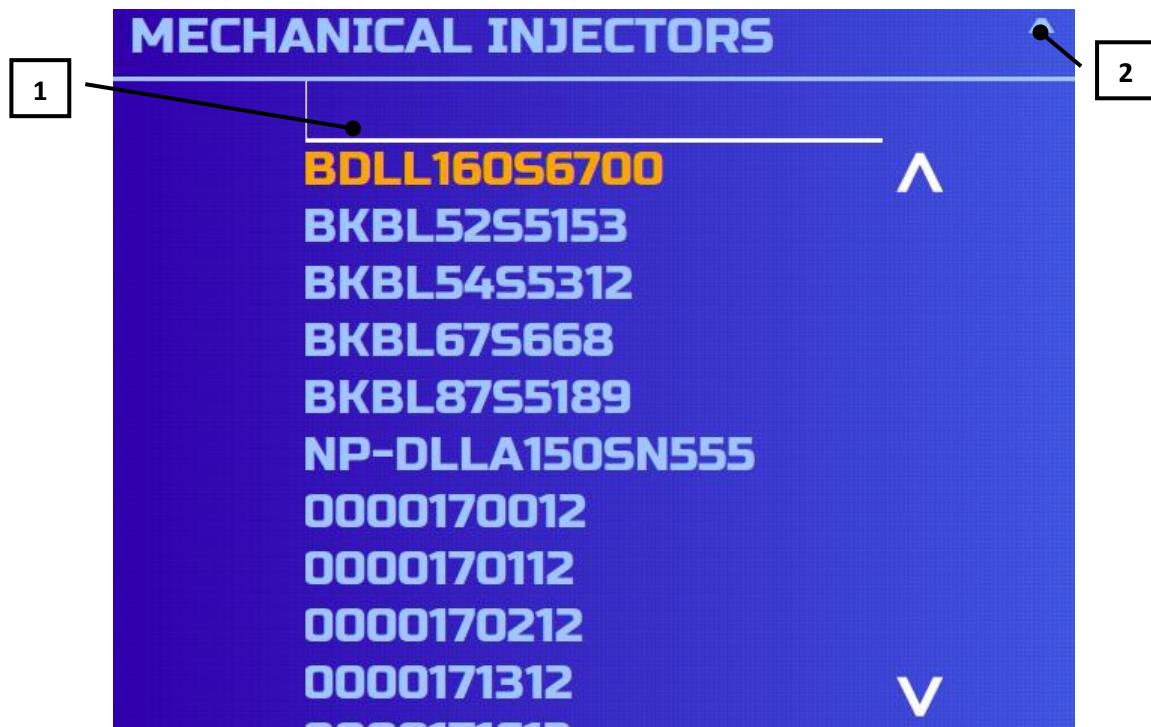 MECHANICAL INJECTORS
^
2
1
BDLL160S6700
^
BKBL52S5153
BKBL54S5312
BKBL67S668
BKBL87S5189
NP-DLLA150SN555
0000170012
0000170112
0000170212
0000171312
V